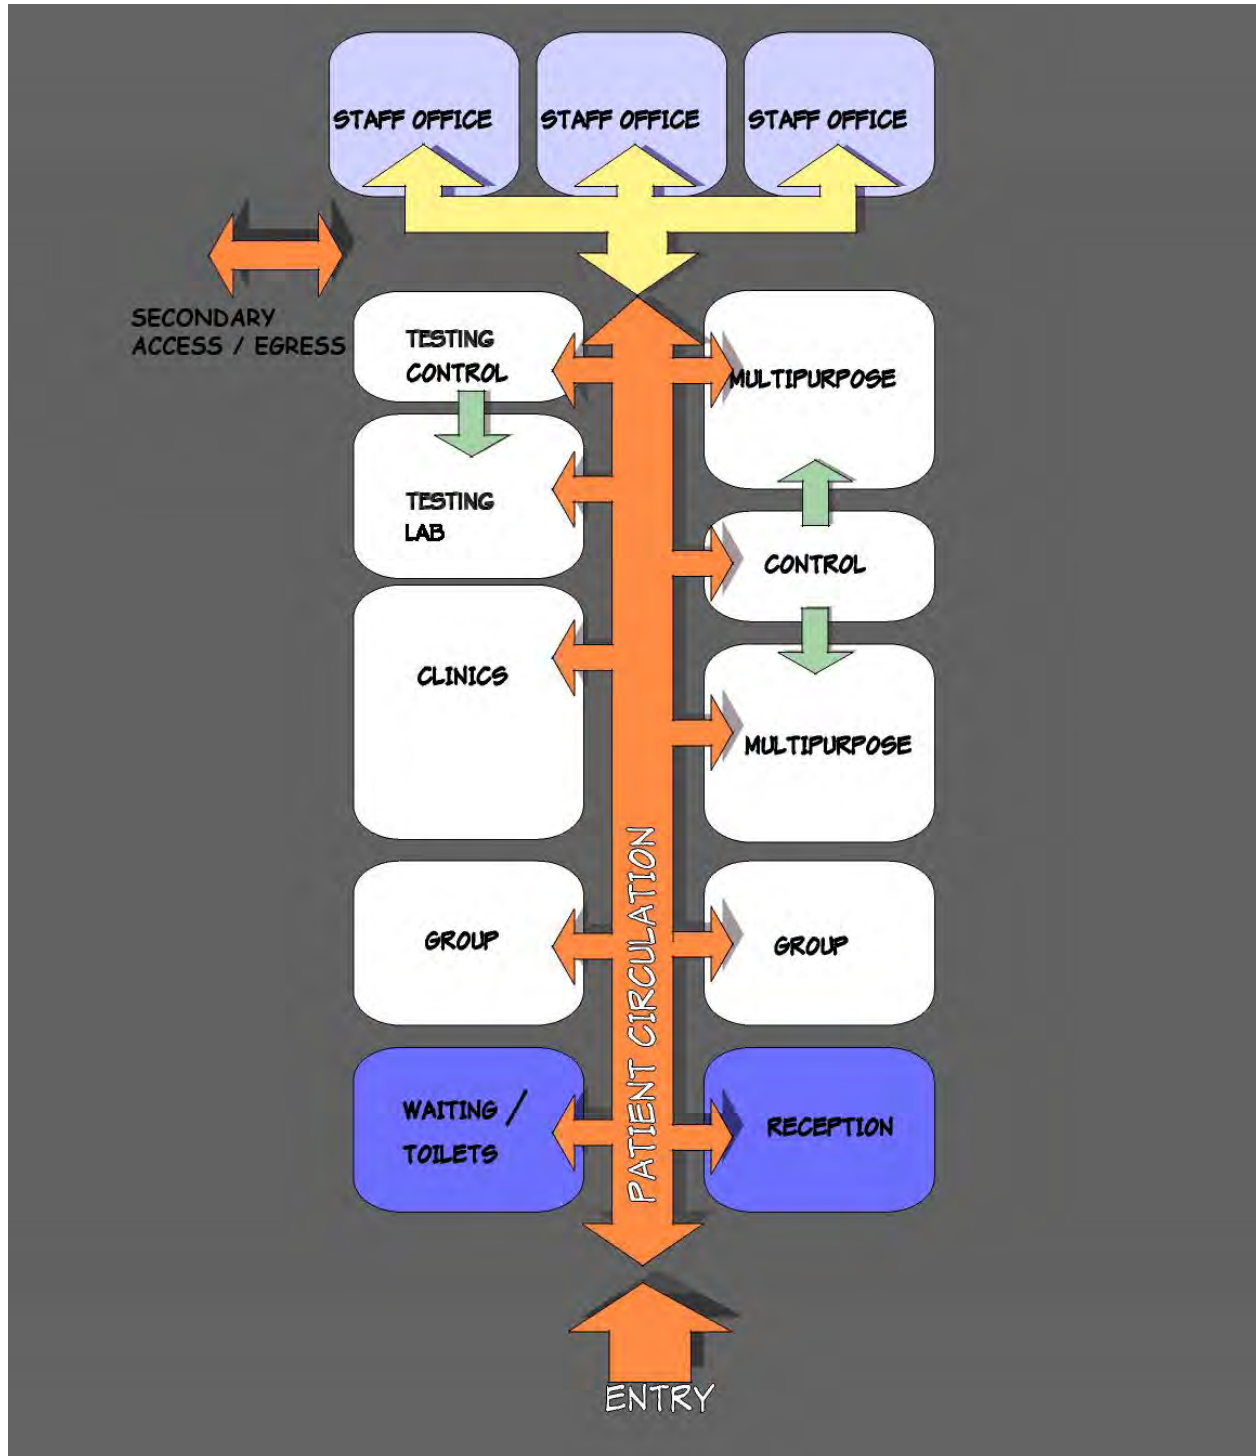 STAFF OFFICE
STAFF OFFICE
STAFF OFFICE
SECONDARY
ACCESS / EGRESS
TESTING
CONTROL
MULTIPURPOSE
TESTING
LAB
CONTROL
CLINICS
MULTIPURPOSE
GROUP
GROUP
PATIENT CIRCULATION
WAITING /
TOILETS
RECEPTION
ENTRY